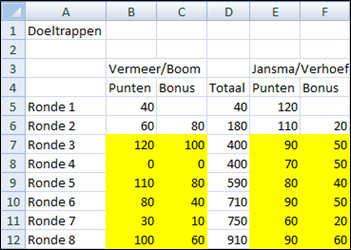 A B C D E F
1 Doeltrappen
2
3 Vermeer/Boom Jansma/Verhoef
4 Punten Bonus Totaal Punten Bonus
5 Ronde 1 40 40 120
6 Ronde 2 60 80 180 110 20
7 Ronde 3 120 100 400 90 50
8 Ronde 4 0 0 400 70 50
9 Ronde 5 110 80 590 80 40
10 Ronde 6 80 40 710 90 50
11 Ronde 7 30 10 750 60 20
12 Ronde 8 100 60 910 90 60